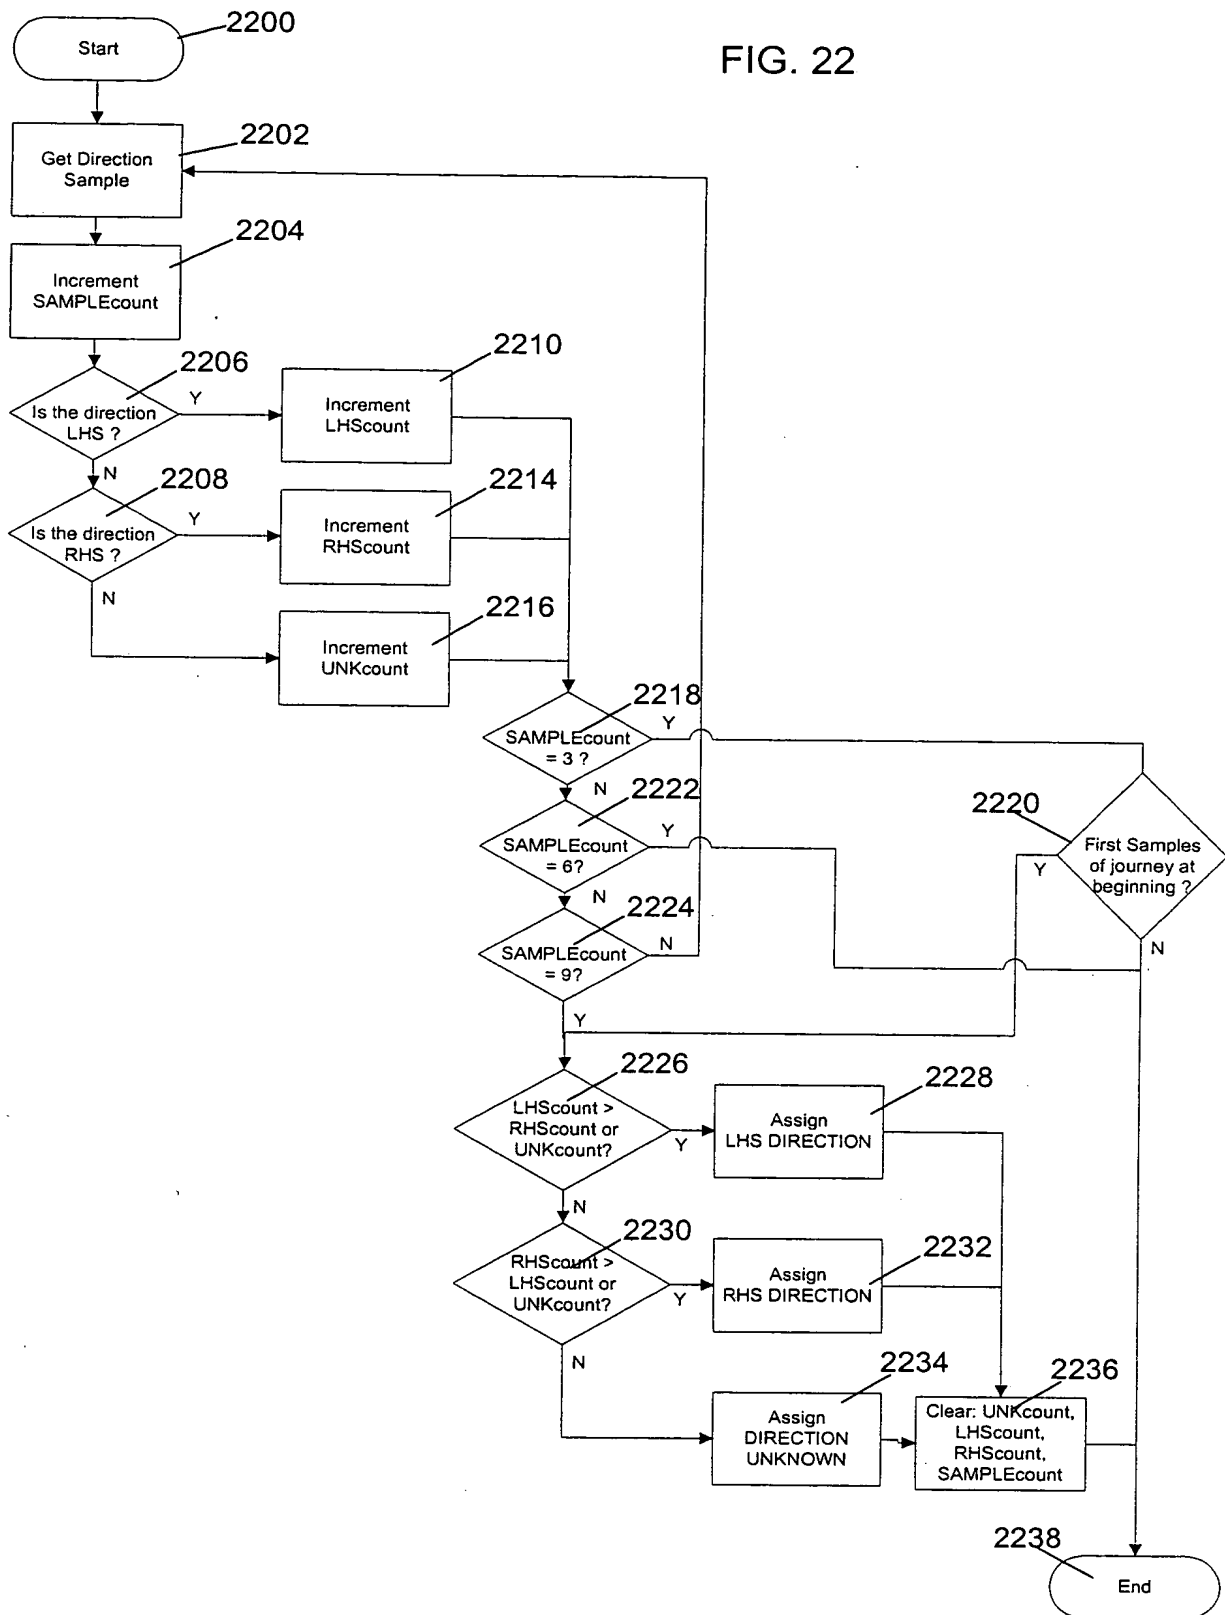 2200
Start
FIG. 22
2202
Get Direction
Sample
2204
Increment
SAMPLEcount
2206
Is the direction
LHS ?
Y
2210
Increment
LHScount
N
2208
Is the direction
RHS ?
Y
2214
Increment
RHScount
N
2216
Increment
UNKcount
2218
SAMPLEcount
= 3 ?
Y
N
2220
First Samples
of journey at
beginning ?
Y
N
2222
SAMPLEcount
= 6?
Y
N
2224
SAMPLEcount
= 9?
N
Y
2226
LHScount >
RHScount or
UNKcount?
Y
2228
Assign
LHS DIRECTION
N
2230
RHScount >
LHScount or
UNKcount?
Y
2232
Assign
RHS DIRECTION
N
2234
Assign
DIRECTION
UNKNOWN
2236
Clear: UNKcount,
LHScount,
RHScount,
SAMPLEcount
2238
End